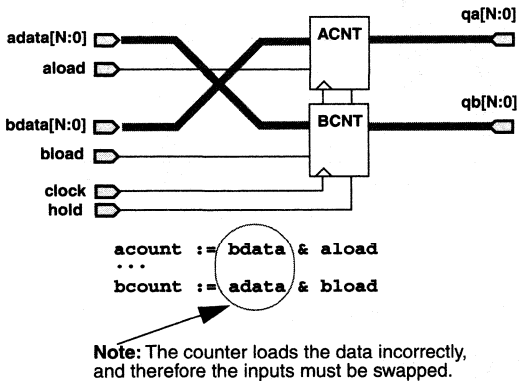 adata[N:0]
aload
bdata[N:0]
bload
clock
hold
ACNT
BCNT
qa[N:0]
qb[N:0]
acount := bdata & aload
...
bcount := adata & bload
Note: The counter loads the data incorrectly,
and therefore the inputs must be swapped.